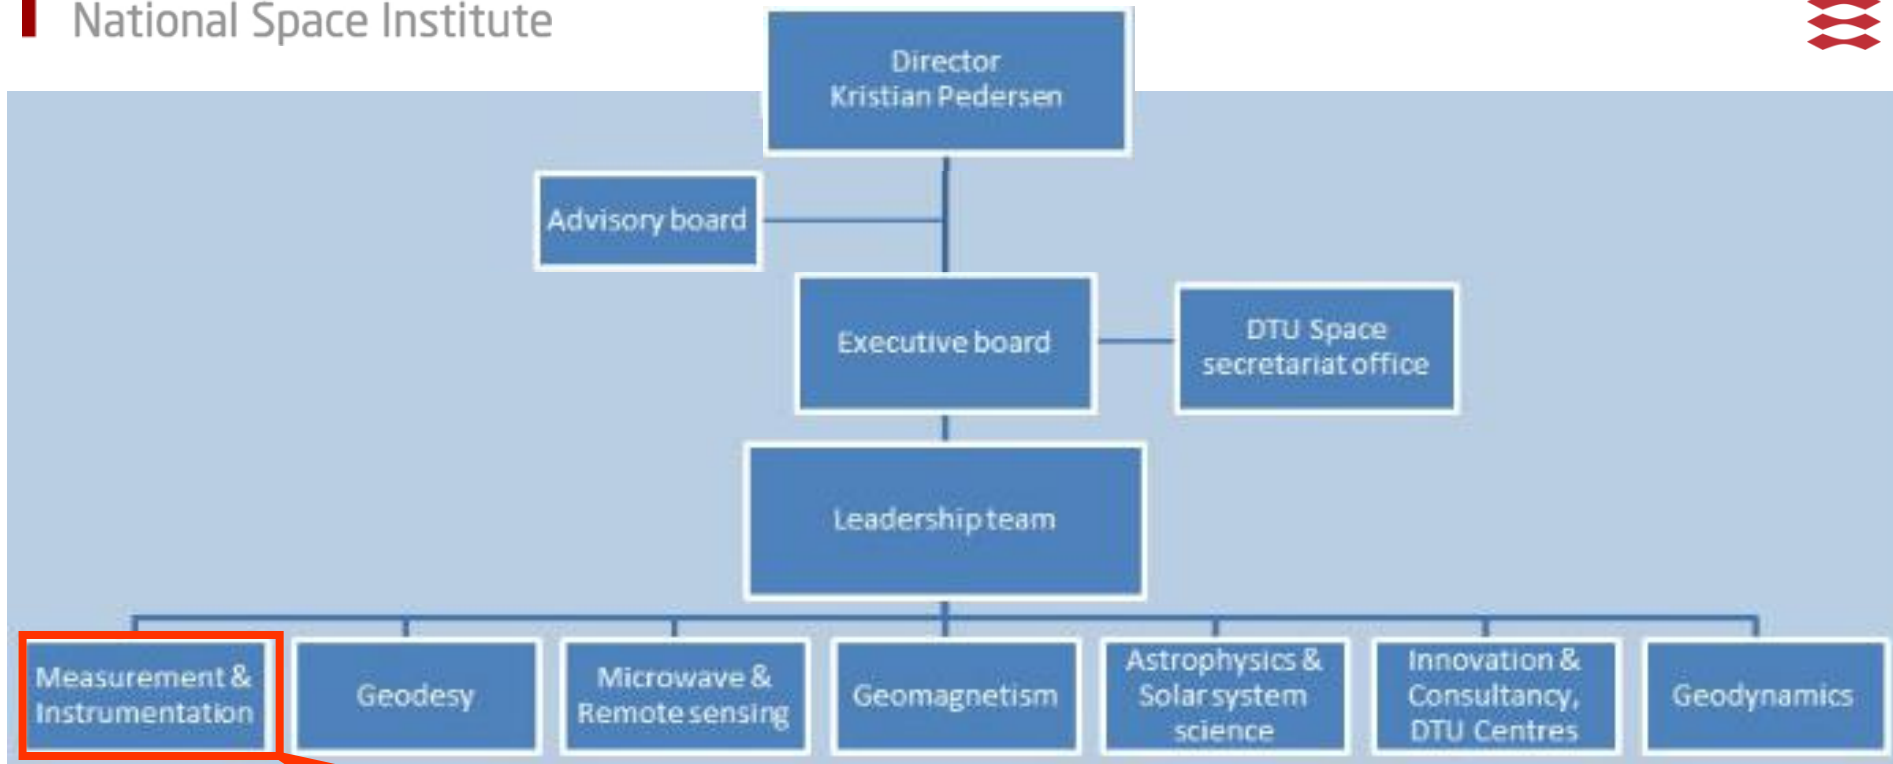 National Space Institute
Director
Kristian Pedersen
Advisory board
Executive board
DTU Space
secretariat office
Leadership team
Measurement &
Instrumentation
Geodesy
Microwave &
Remote sensing
Geomagnetism
Astrophysics &
Solar system
science
Innovation &
Consultancy,
DTU Centres
Geodynamics